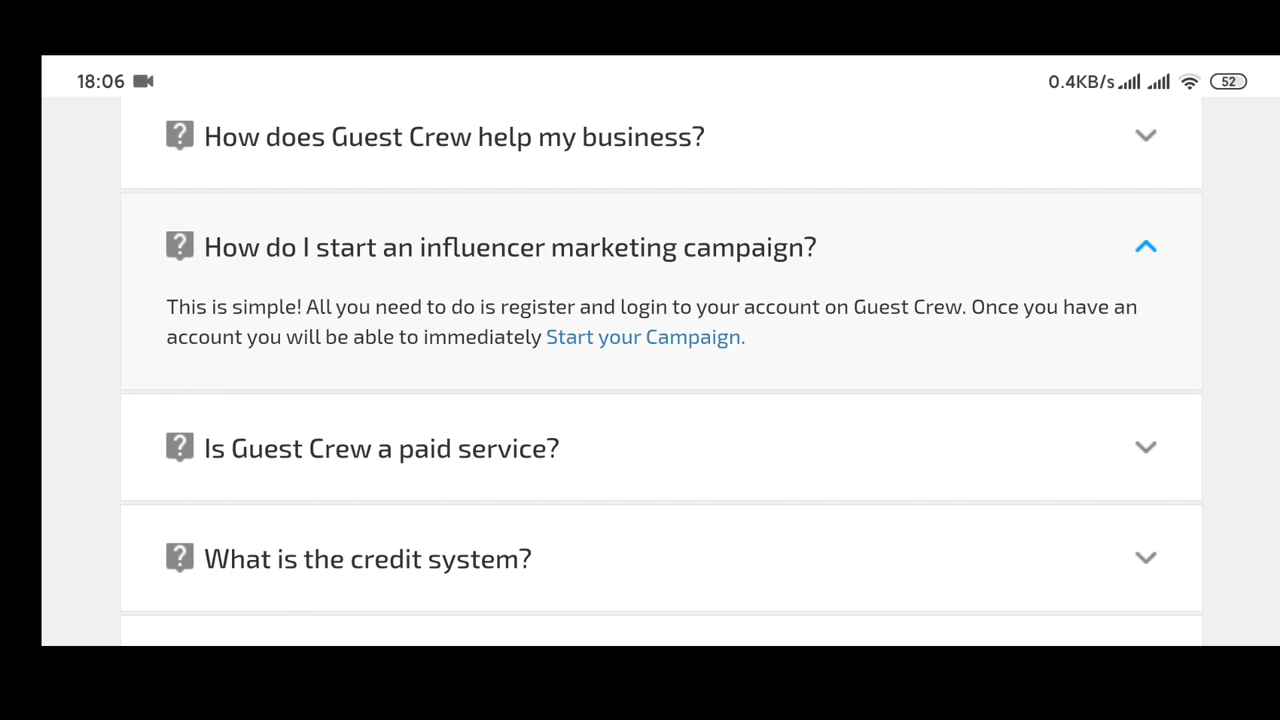 18:06
0.4KB/s 52
How does Guest Crew help my business?
How do I start an influencer marketing campaign?
This is simple! All you need to do is register and login to your account on Guest Crew. Once you have an
account you will be able to immediately Start your Campaign.
Is Guest Crew a paid service?
What is the credit system?